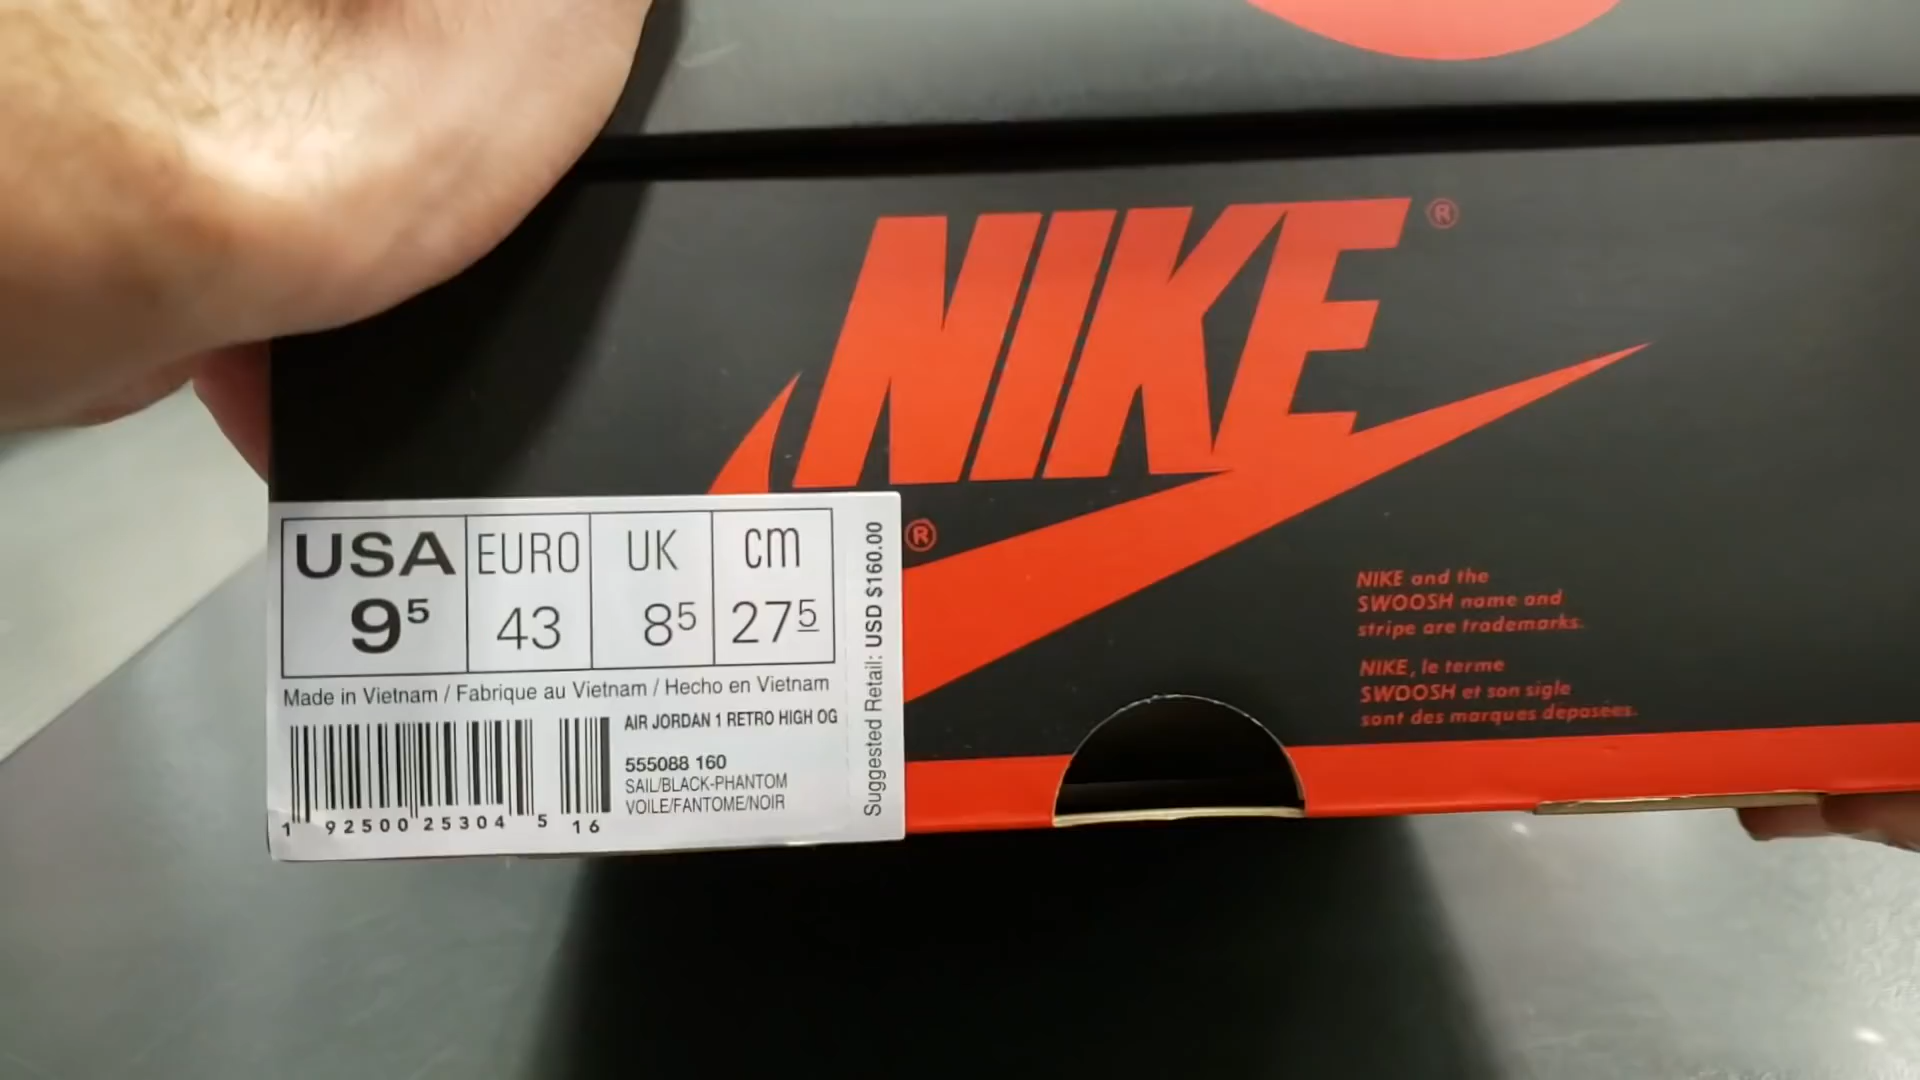 NIKE ®
®
NIKE and the
SWOOSH name and
stripe are trademarks.
NIKE, le terme
SWOOSH et son sigle
sont des marques déposées.
USA EURO UK cm
9⁵ 43 8⁵ 27⁵
Made in Vietnam / Fabrique au Vietnam / Hecho en Vietnam
AIR JORDAN 1 RETRO HIGH OG
555088 160
SAIL/BLACK-PHANTOM
VOILE/FANTOME/NOIR
1 92500 25304 5 16
Suggested Retail: USD $160.00